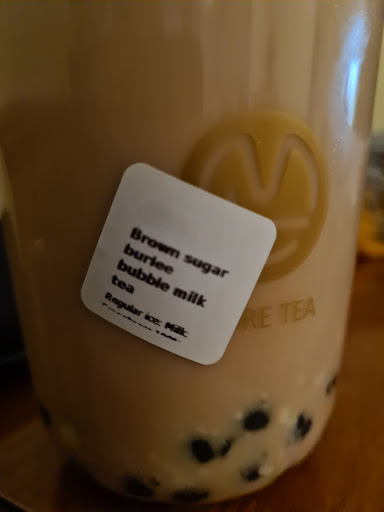 Brown sugar
burlee
bubble milk
tea
Regular ice: Milk
RE TEA